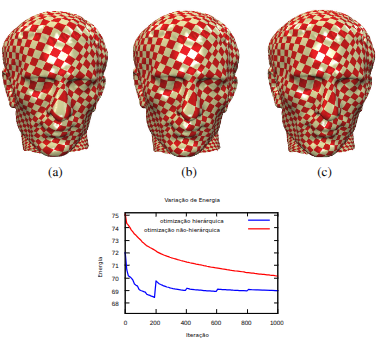 (a) (b) (c)
Variação de Energia
otimização hierárquica
otimização não-hierárquica
75
74
73
72
71
70
69
68
Energia
0 200 400 600 800 1000
Iteração